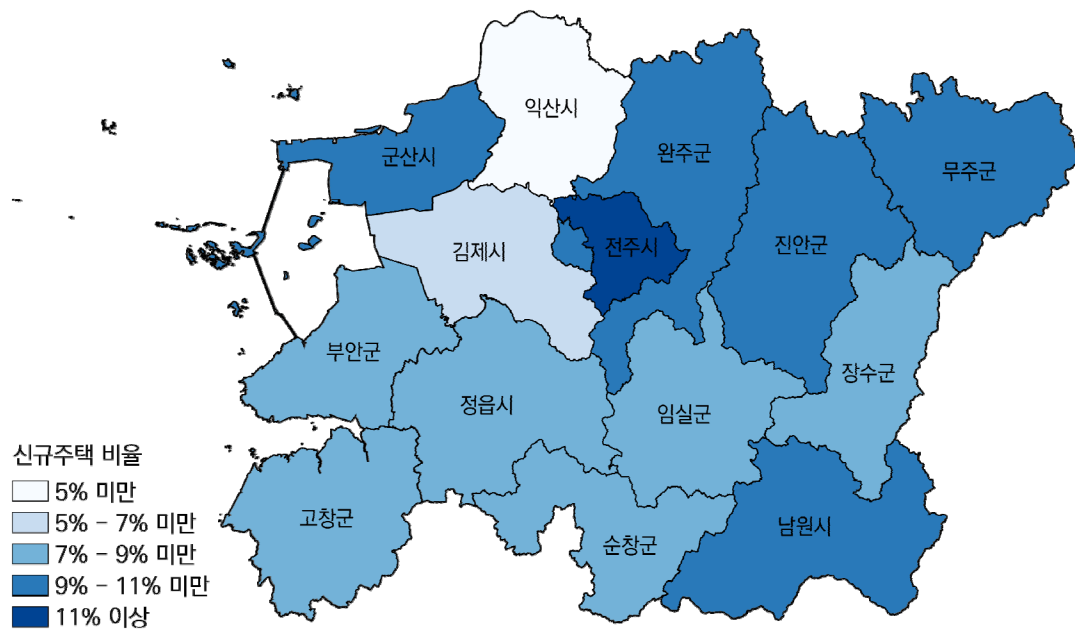 익산시
군산시
완주군
무주군
전주시
진안군
김제시
부안군
장수군
정읍시
임실군
고창군
순창군
남원시
신규주택 비율
5% 미만
5% - 7% 미만
7% - 9% 미만
9% - 11% 미만
11% 이상